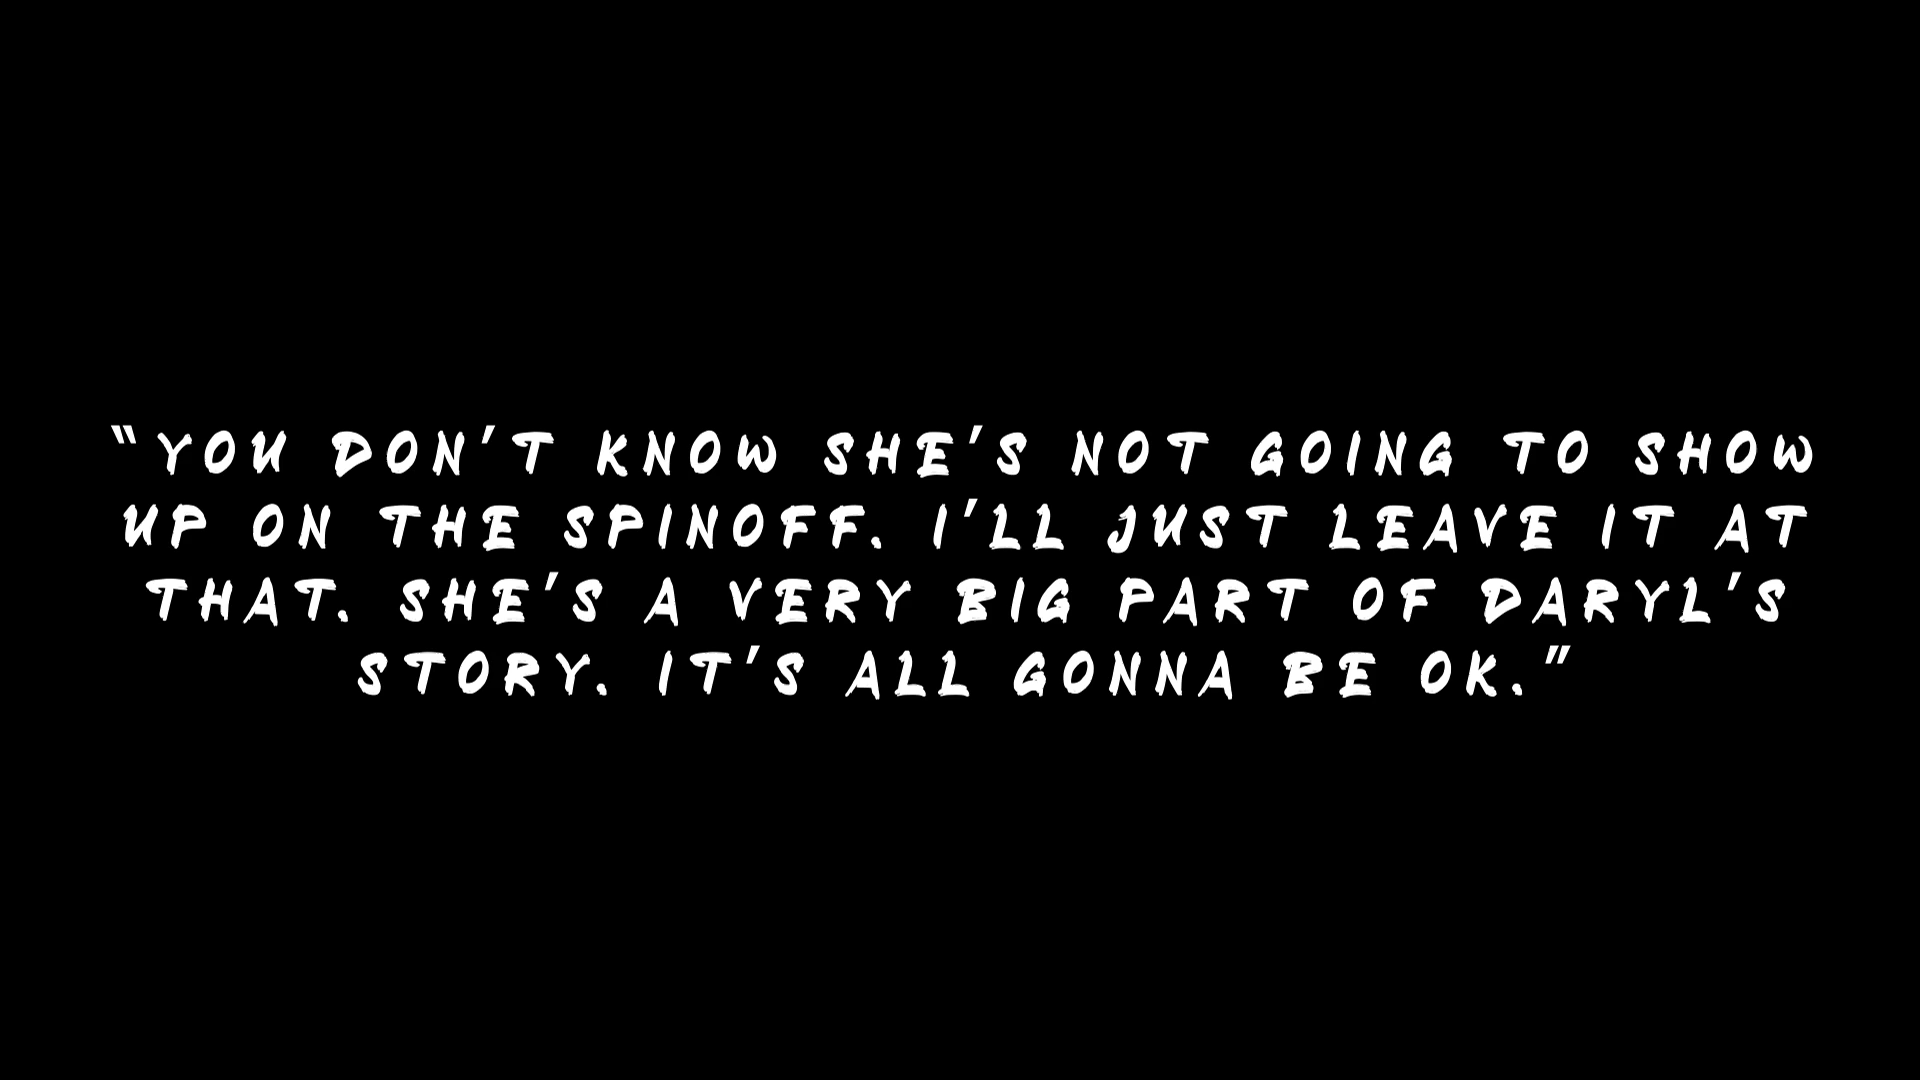 “YOU DON’T KNOW SHE’S NOT GOING TO SHOW
UP ON THE SPINOFF. I’LL JUST LEAVE IT AT
THAT. SHE’S A VERY BIG PART OF DARYL’S
STORY. IT’S ALL GONNA BE OK.”